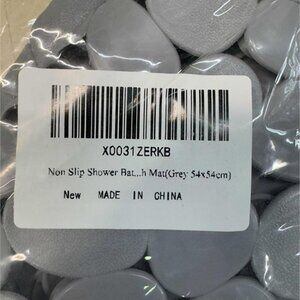 X0031ZERKB
Non Slip Shower Bat...h Mat(Grey 54x54cm)
New MADE IN CHINA